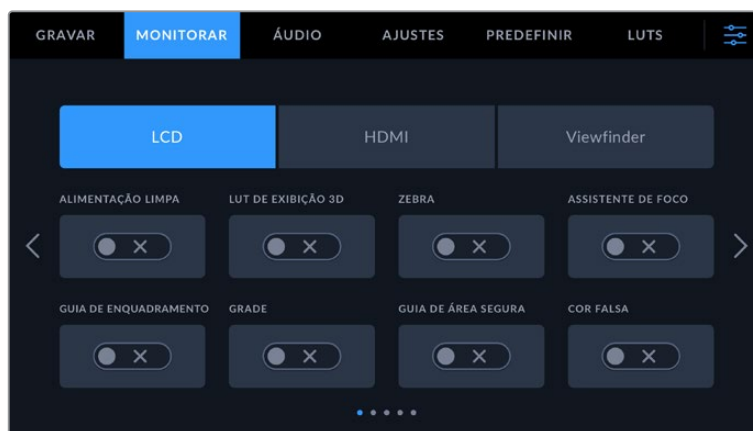 GRAVAR MONITORAR ÁUDIO AJUSTES PREDEFINIR LUTS
LCD HDMI Viewfinder
ALIMENTAÇÃO LIMPA LUT DE EXIBIÇÃO 3D ZEBRA ASSISTENTE DE FOCO
GUIA DE ENQUADRAMENTO GRADE GUIA DE ÁREA SEGURA COR FALSA